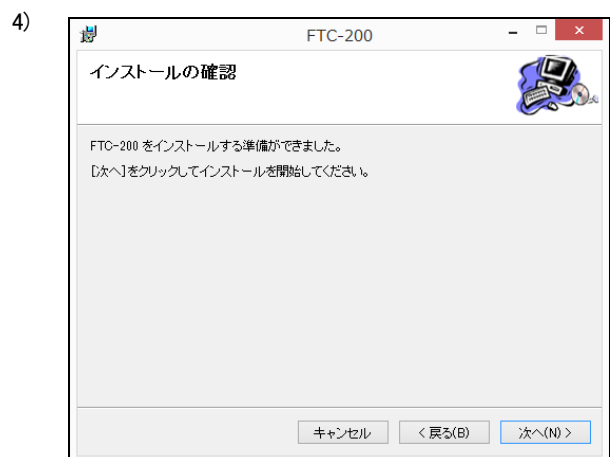 4)
FTC-200
インストールの確認
FTC-200 をインストールする準備ができました。
[次へ]をクリックしてインストールを開始してください。
キャンセル
< 戻る(B)
次へ(N) >